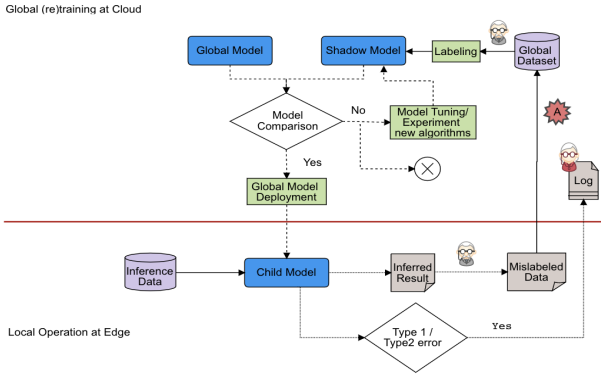 Global (re)training at Cloud
Global Model
Shadow Model
Labeling
Global
Dataset
A
Model
Comparison
No
Model Tuning/
Experiment
new algorithms
Yes
Global Model
Deployment
Log
Inference
Data
Child Model
Inferred
Result
Mislabeled
Data
Local Operation at Edge
Type 1 /
Type2 error
Yes